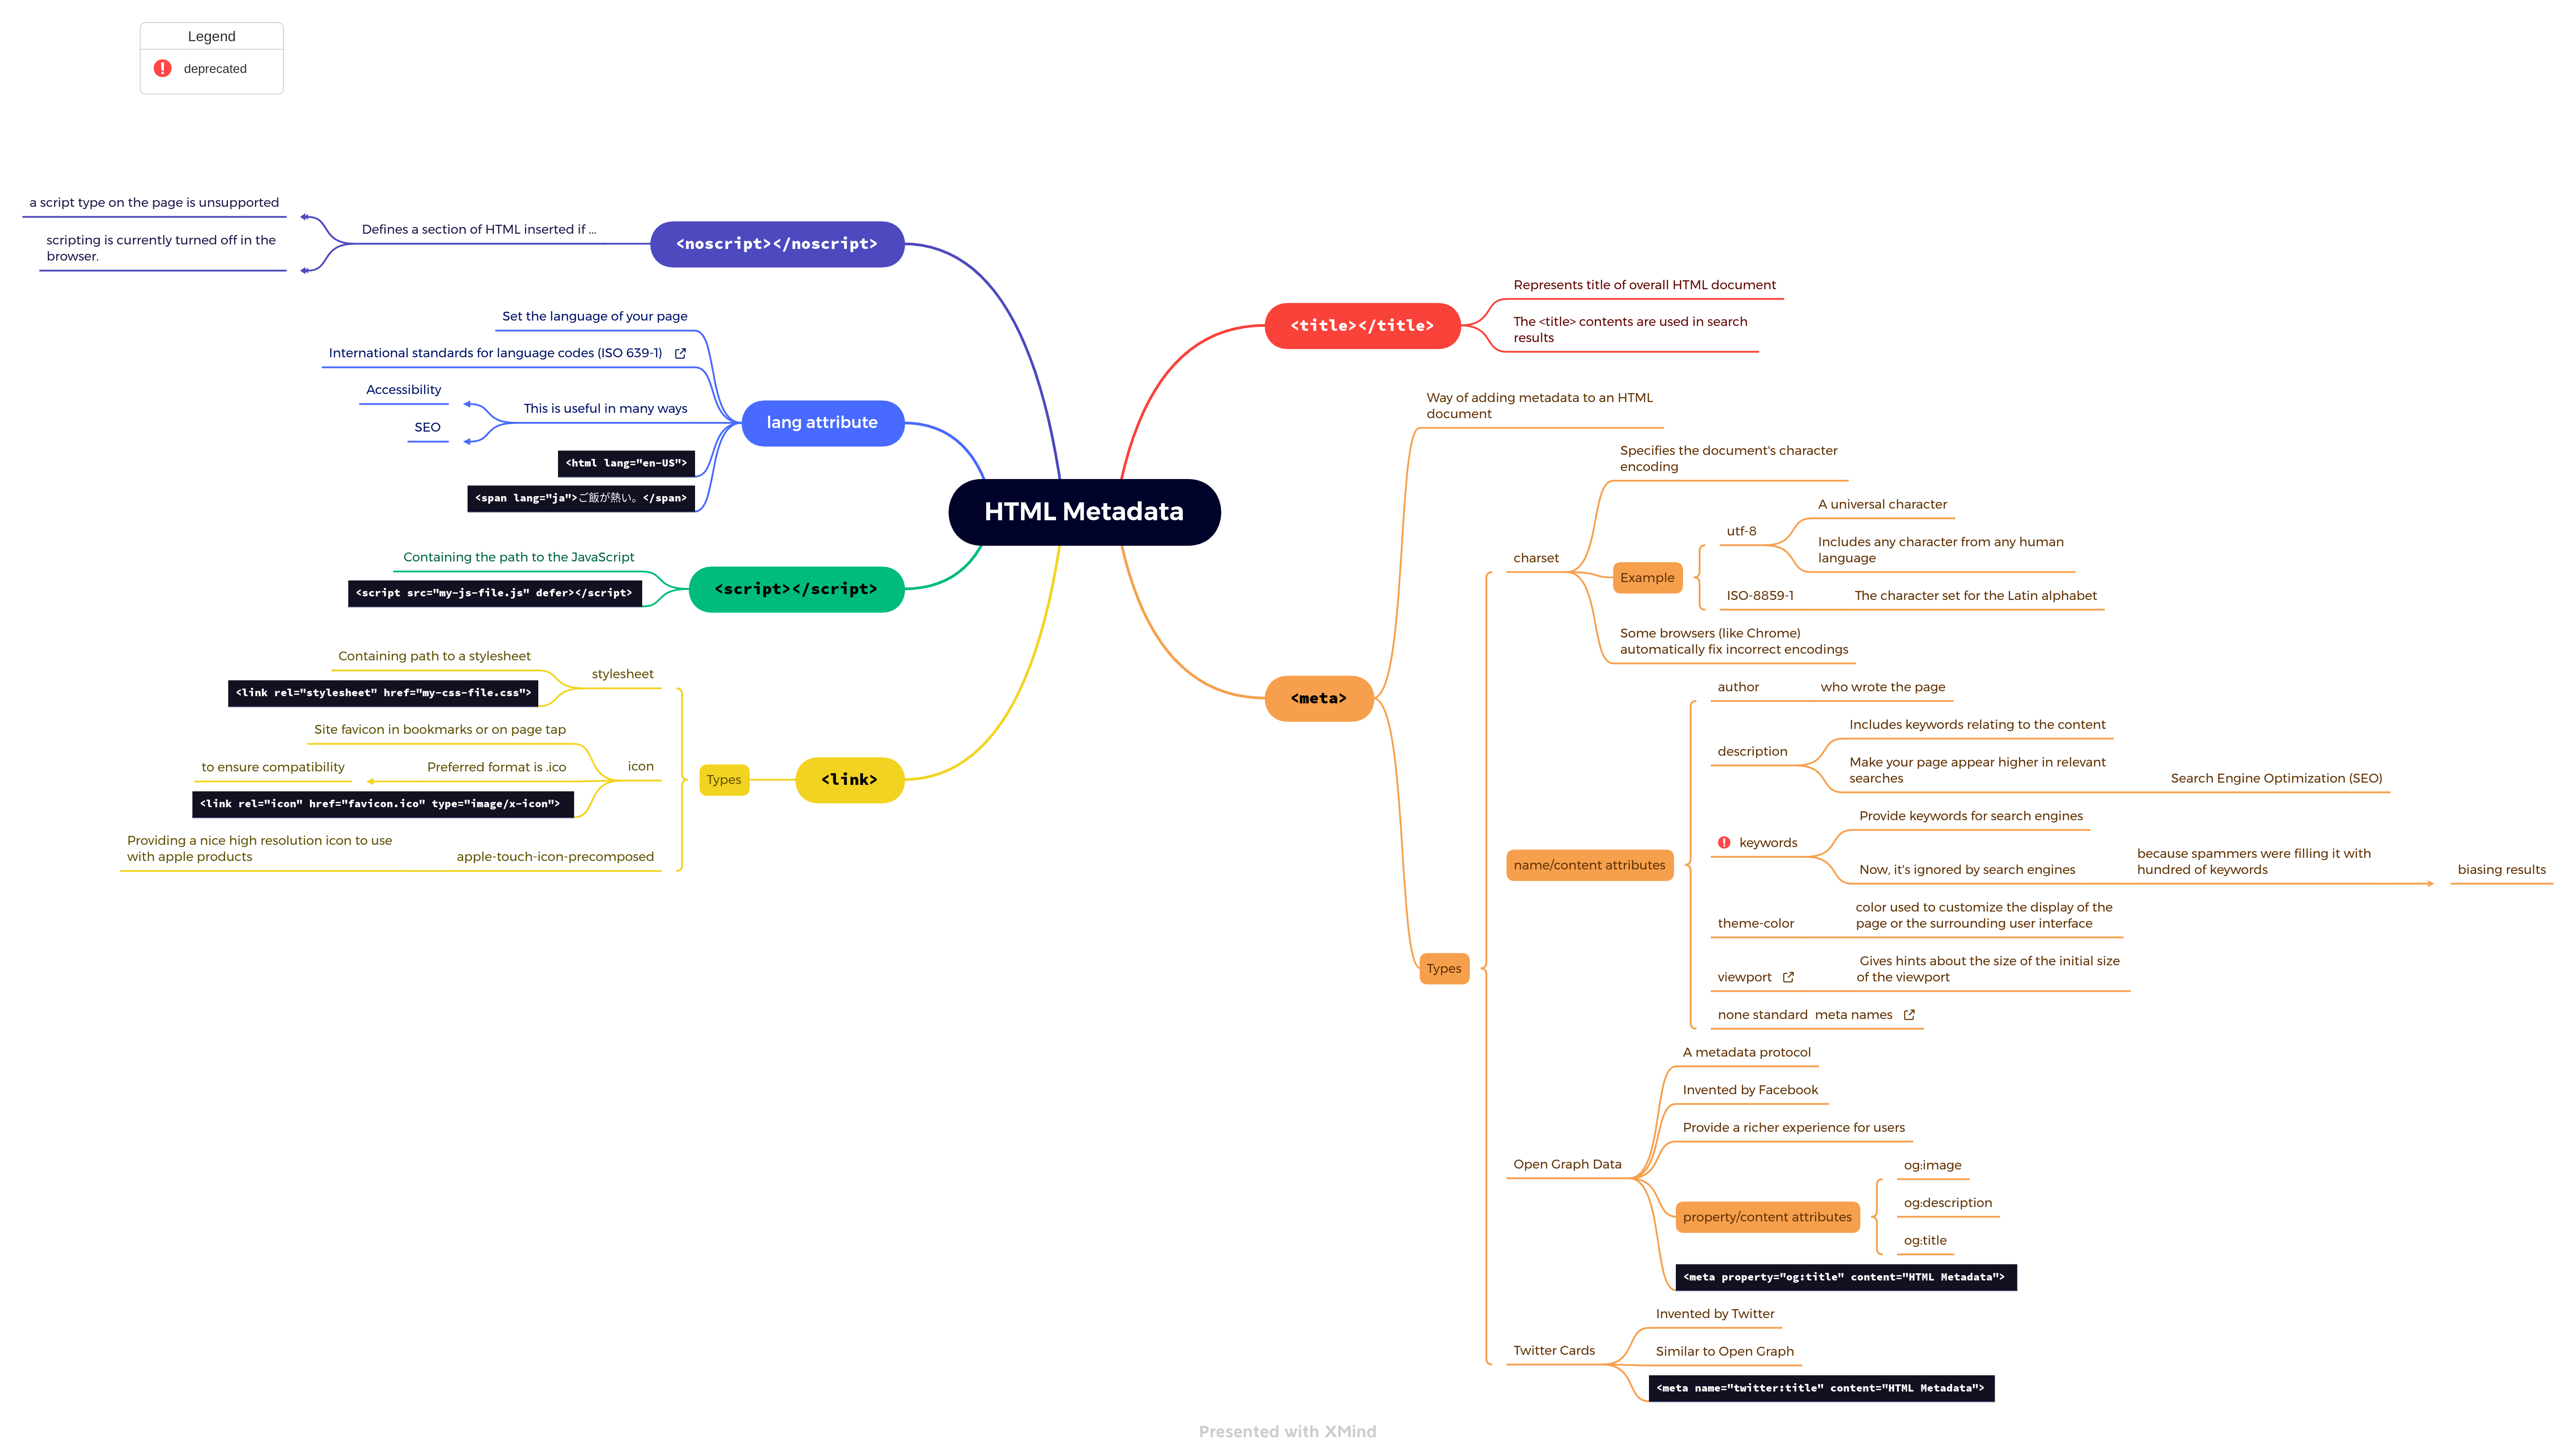 Legend
deprecated
a script type on the page is unsupported
scripting is currently turned off in the
browser.
Defines a section of HTML inserted if ...
<noscript></noscript>
Set the language of your page
International standards for language codes (ISO 639-1)
Accessibility
SEO
This is useful in many ways
<html lang="en-US">
<span lang="ja">ご飯が熱い。</span>
lang attribute
Containing the path to the JavaScript
<script src="my-js-file.js" defer></script>
<script></script>
Containing path to a stylesheet
<link rel="stylesheet" href="my-css-file.css">
stylesheet
Site favicon in bookmarks or on page tap
to ensure compatibility
Preferred format is .ico
<link rel="icon" href="favicon.ico" type="image/x-icon">
icon
Providing a nice high resolution icon to use
with apple products
apple-touch-icon-precomposed
Types
<link>
HTML Metadata
<title></title>
Represents title of overall HTML document
The <title> contents are used in search
results
<meta>
Way of adding metadata to an HTML
document
Types
charset
Specifies the document's character
encoding
Example
utf-8
A universal character
Includes any character from any human
language
ISO-8859-1
The character set for the Latin alphabet
Some browsers (like Chrome)
automatically fix incorrect encodings
name/content attributes
author
who wrote the page
description
Includes keywords relating to the content
Make your page appear higher in relevant
searches
Search Engine Optimization (SEO)
keywords
Provide keywords for search engines
Now, it's ignored by search engines
because spammers were filling it with
hundred of keywords
biasing results
theme-color
color used to customize the display of the
page or the surrounding user interface
viewport
Gives hints about the size of the initial size
of the viewport
none standard  meta names
Open Graph Data
A metadata protocol
Invented by Facebook
Provide a richer experience for users
property/content attributes
og:image
og:description
og:title
<meta property="og:title" content="HTML Metadata">
Twitter Cards
Invented by Twitter
Similar to Open Graph
<meta name="twitter:title" content="HTML Metadata">
Presented with XMind